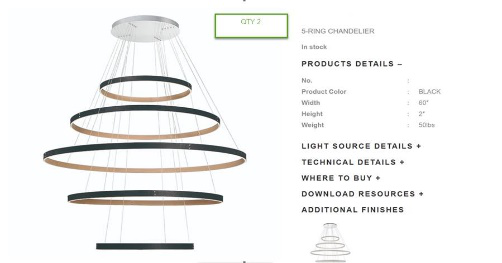 QTY 2
5-RING CHANDELIER
In stock
PRODUCTS DETAILS –
No. :
Product Color : BLACK
Width : 60"
Height : 2"
Weight : 50lbs
LIGHT SOURCE DETAILS +
TECHNICAL DETAILS +
WHERE TO BUY +
DOWNLOAD RESOURCES +
ADDITIONAL FINISHES